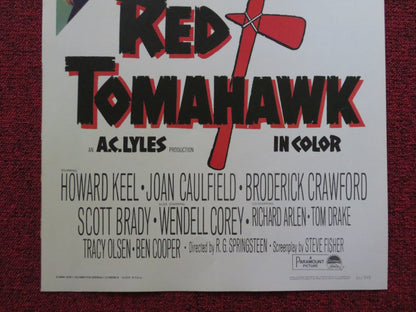 RED
TOMAHAWK
AN A.C. LYLES PRODUCTION IN COLOR
HOWARD KEEL • JOAN CAULFIELD • BRODERICK CRAWFORD
SCOTT BRADY • WENDELL COREY • RICHARD ARLEN • TOM DRAKE
TRACY OLSEN • BEN COOPER • Directed by R. G. SPRINGSTEEN • Screenplay by STEVE FISHER
A PARAMOUNT PICTURE